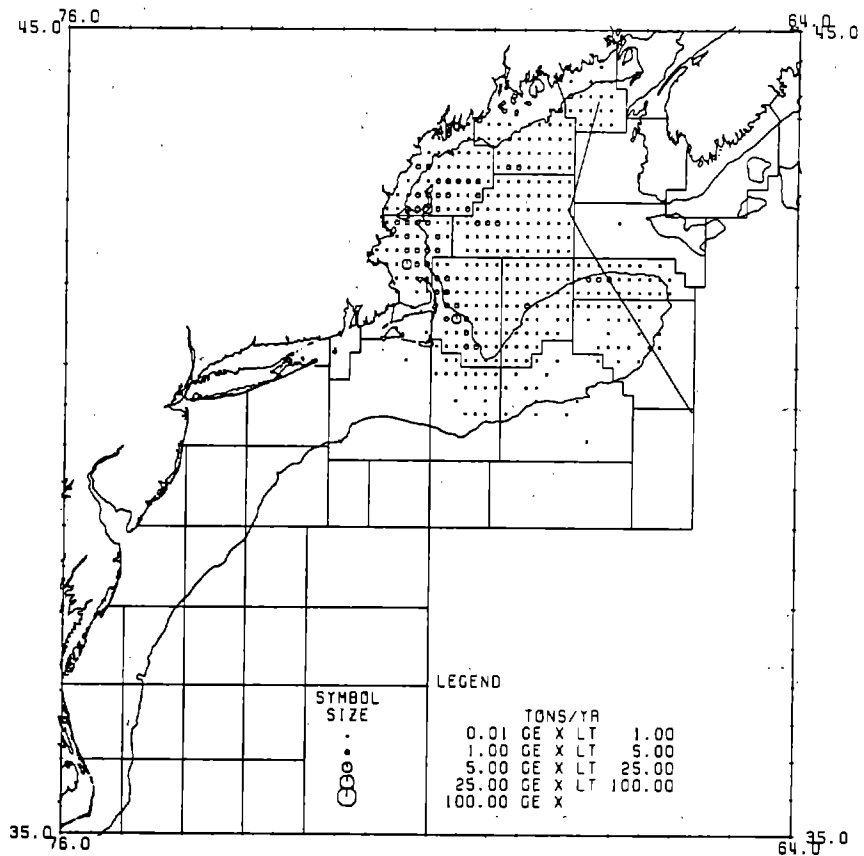 76.0 64.0
45.0 45.0
LEGEND
SYMBOL
SIZE
TONS/YR
0.01 GE X LT 1.00
1.00 GE X LT 5.00
5.00 GE X LT 25.00
25.00 GE X LT 100.00
100.00 GE X
35.0 35.0
76.0 64.0